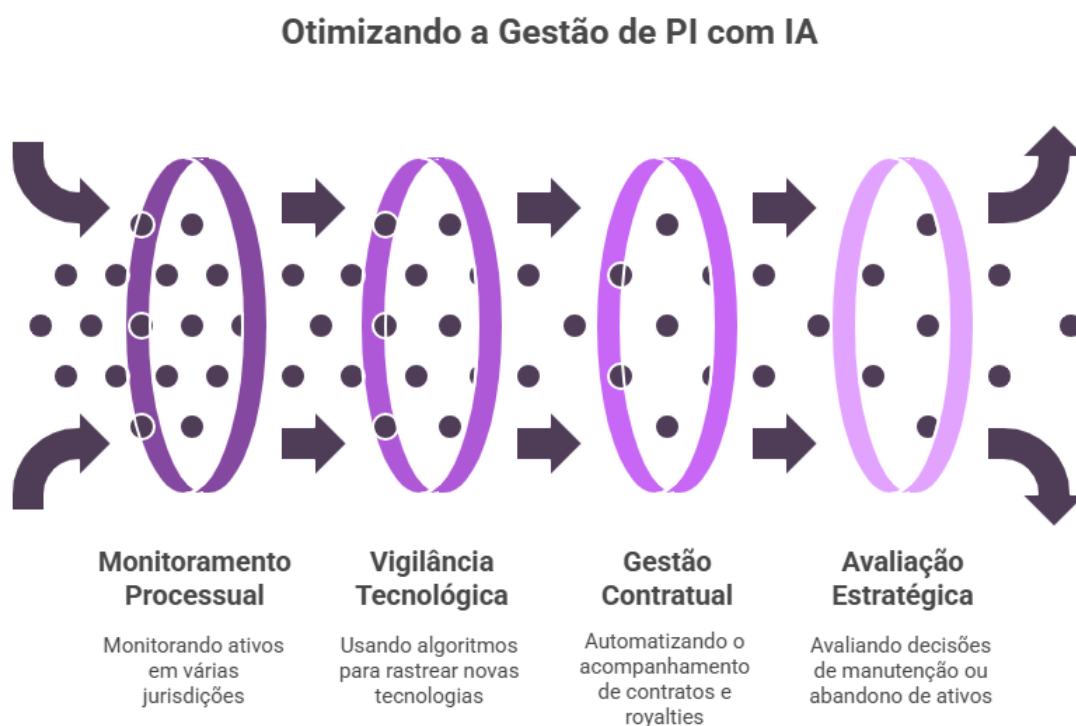 Otimizando a Gestão de PI com IA
Monitoramento
Processual
Monitorando ativos
em várias
jurisdições
Vigilância
Tecnológica
Usando algoritmos
para rastrear novas
tecnologias
Gestão
Contratual
Automatizando o
acompanhamento
de contratos e
royalties
Avaliação
Estratégica
Avaliando decisões
de manutenção ou
abandono de ativos